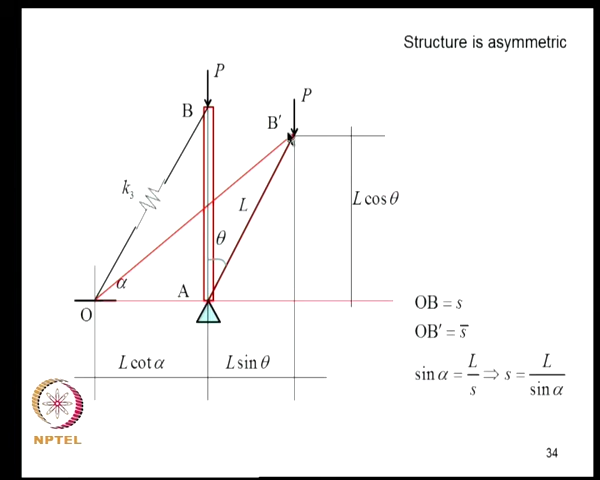 Structure is asymmetric
P
B
P
B′
k₃
L
L cos θ
θ
α
A
O
OB = s
OB′ = s̅
L cot α
L sin θ
sin α = L/s ⇒ s = L/sin α
NPTEL
34